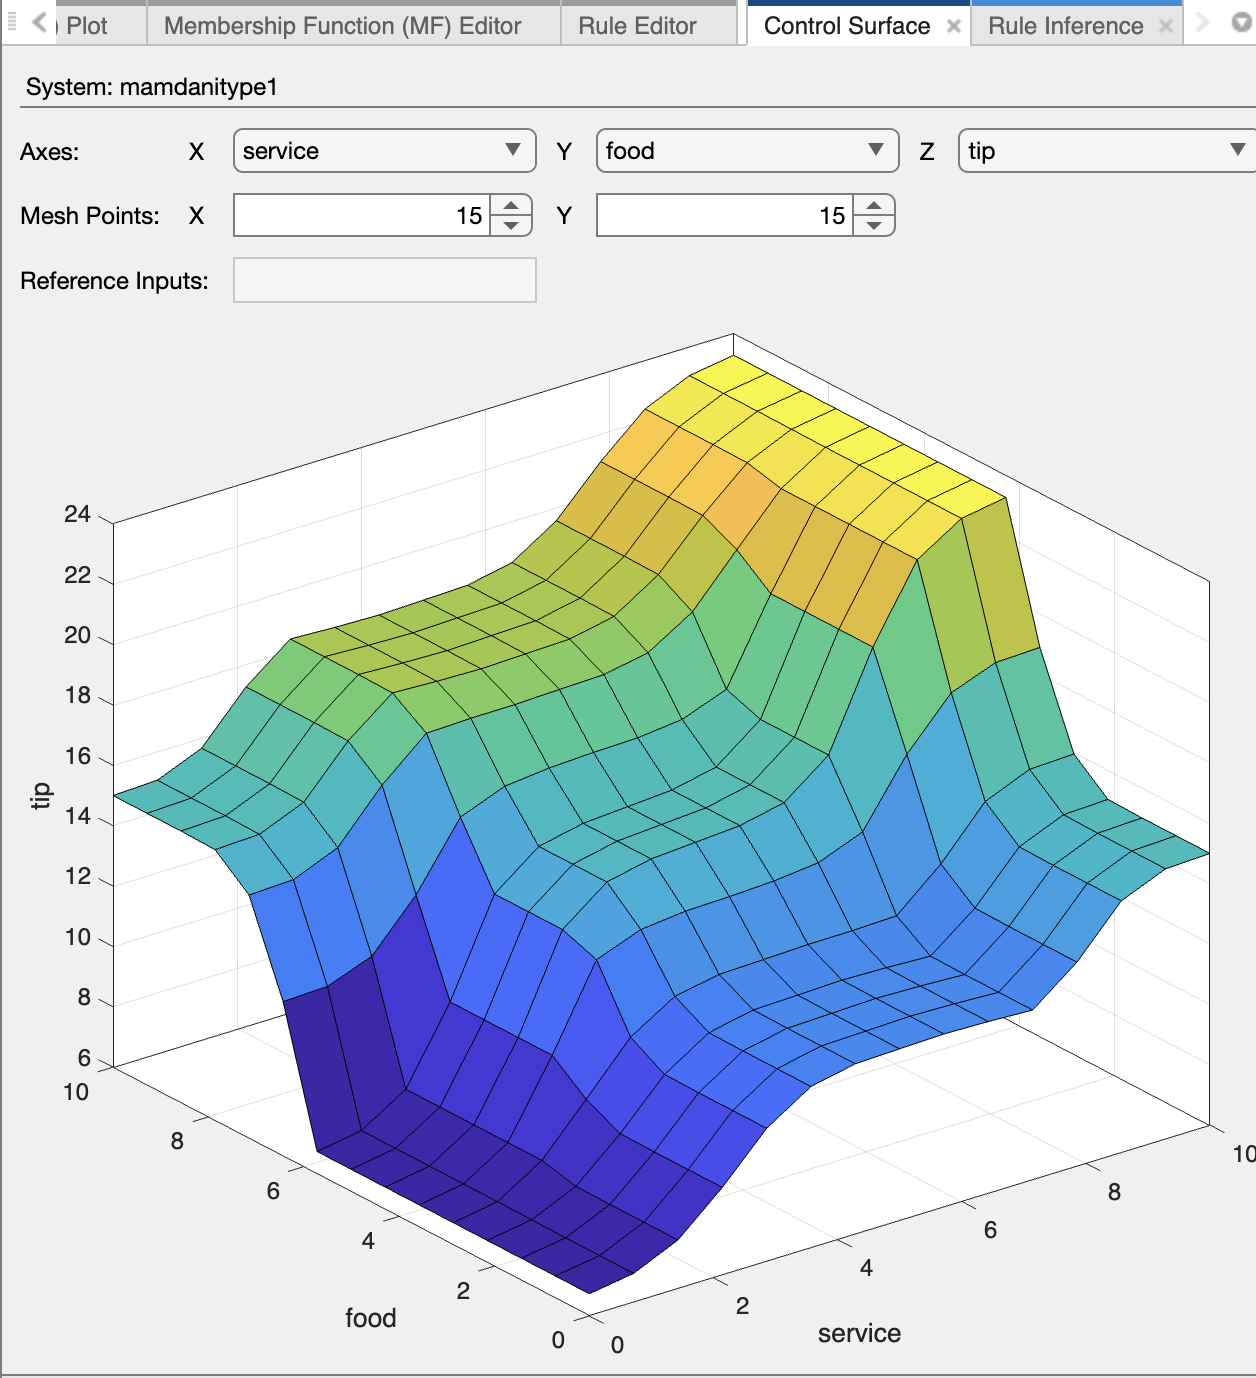 ) Plot Membership Function (MF) Editor Rule Editor Control Surface Rule Inference
System: mamdanitype1
Axes: X service Y food Z tip
Mesh Points: X 15 Y 15
Reference Inputs:
24
22
20
18
16
14
12
10
8
6
tip
10
8
6
4
2
0
food
0
2
4
6
8
10
service